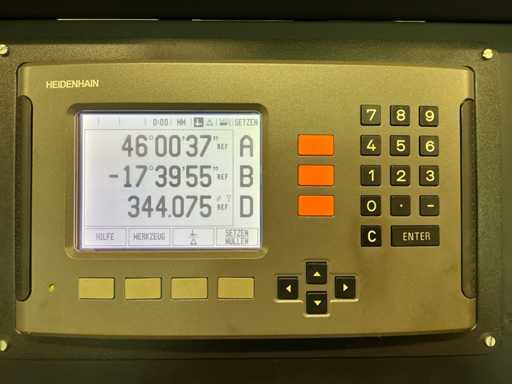 HEIDENHAIN
0:00 MM SETZEN
46°00'37" REF A
-17°39'55" REF B
344.075 REF D
HILFE WERKZEUG SETZEN
NULLEN
7 8 9
4 5 6
1 2 3
0 . -
C ENTER